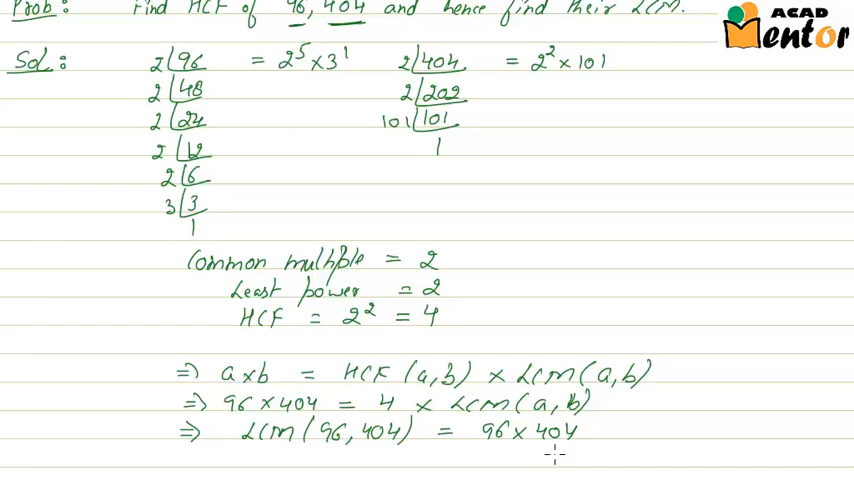 Prob: Find HCF of 96, 404 and hence find their LCM.
ACAD
Mentor
Sol: 2 96 = 2^5 × 3^1 2 404 = 2^2 × 101
2 48 2 202
2 24 101 101
2 12 1
2 6
3 3
1
Common multiple = 2
Least power = 2
HCF = 2^2 = 4
⇒ a×b = HCF (a,b) × LCM (a,b)
⇒ 96 × 404 = 4 × LCM (a,b)
⇒ LCM (96, 404) = 96 × 404